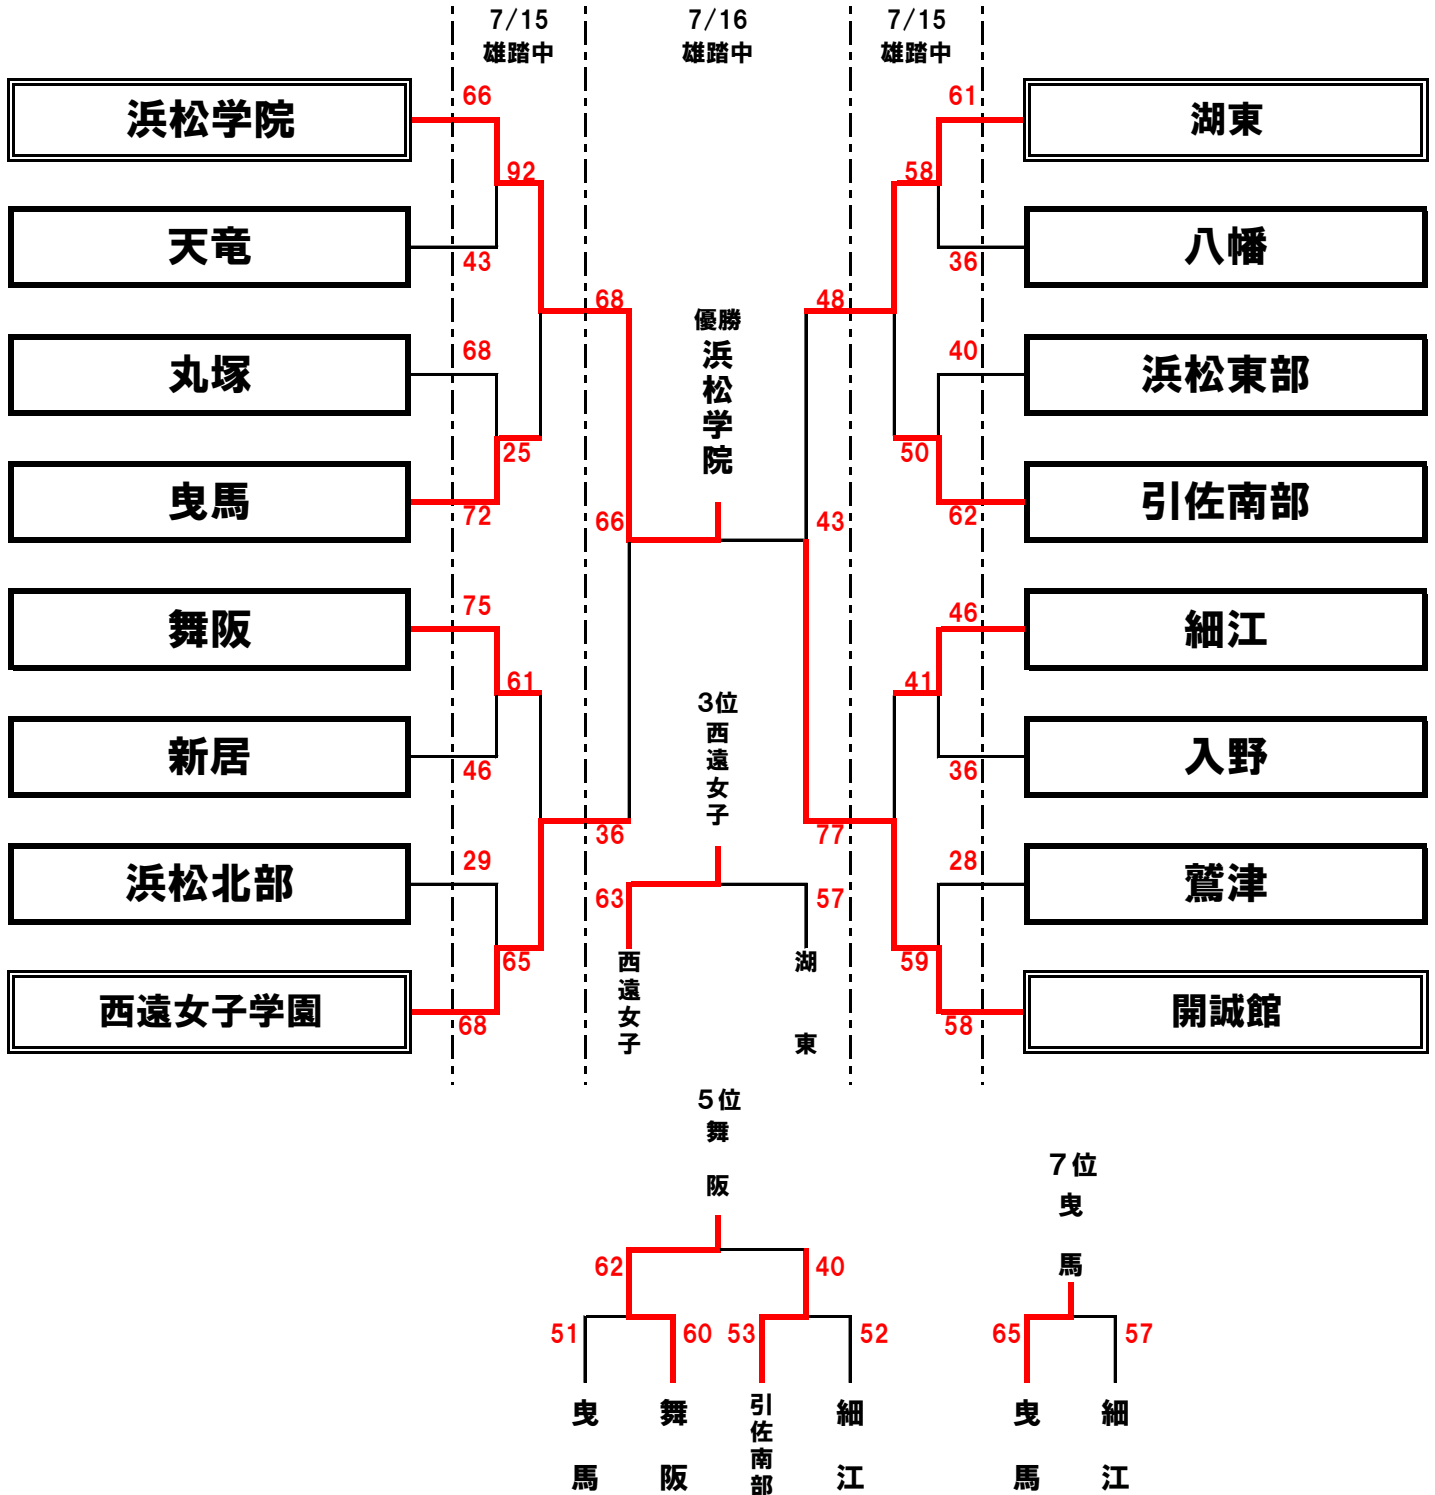 7/15
雄踏中
7/16
雄踏中
7/15
雄踏中
浜松学院
66
61
湖東
92
58
天竜
43
36
八幡
68
48
優勝
浜松学院
丸塚
68
40
浜松東部
25
50
曳馬
72
62
引佐南部
66
43
舞阪
75
46
細江
61
41
3位
西遠女子
新居
46
36
入野
36
77
浜松北部
29
28
鷲津
63
57
西遠女子
湖東
65
59
西遠女子学園
68
58
開誠館
5位
舞阪
7位
曳馬
62
40
51
60
53
52
65
57
曳馬
舞阪
引佐南部
細江
曳馬
細江